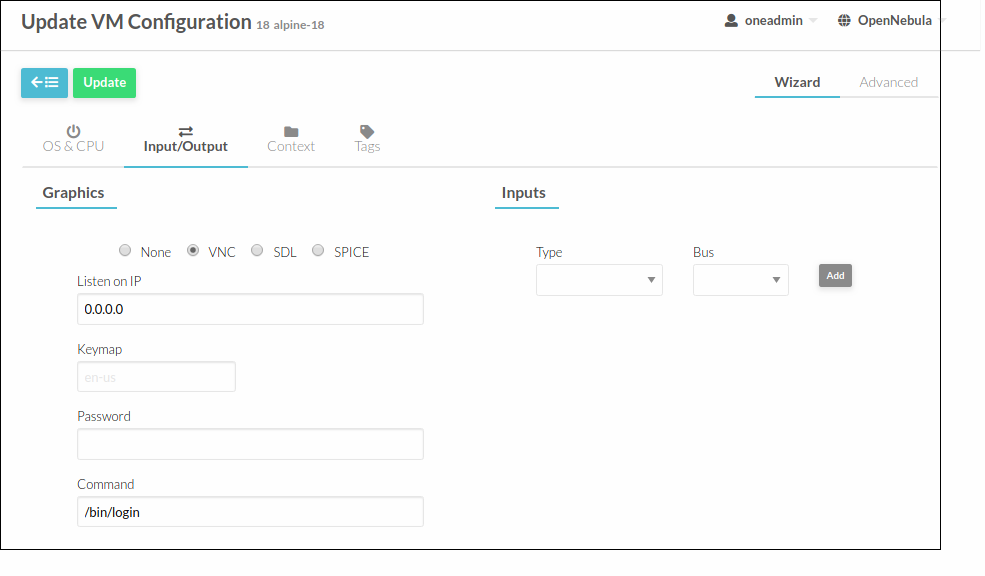 Update VM Configuration 18 alpine-18 oneadmin OpenNebula
Update Wizard Advanced
OS & CPU Input/Output Context Tags
Graphics Inputs
None VNC SDL SPICE Type Bus
Add
Listen on IP
0.0.0.0
Keymap
en-us
Password
Command
/bin/login